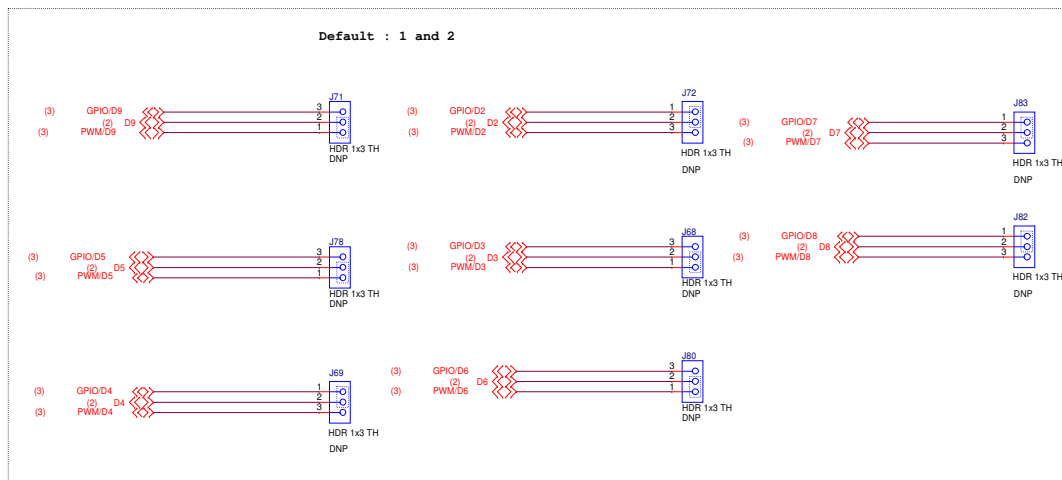 Default : 1 and 2
J71
(3) GPIO/D9 3
(2) D9 2
(3) PWM/D9 1
HDR 1x3 TH
DNP
J72
(3) GPIO/D2 1
(2) D2 2
(3) PWM/D2 3
HDR 1x3 TH
DNP
J83
(3) GPIO/D7 1
(2) D7 2
(3) PWM/D7 3
HDR 1x3 TH
DNP
J78
(3) GPIO/D5 3
(2) D5 2
(3) PWM/D5 1
HDR 1x3 TH
DNP
J68
(3) GPIO/D3 3
(2) D3 2
(3) PWM/D3 1
HDR 1x3 TH
DNP
J82
(3) GPIO/D8 1
(2) D8 2
(3) PWM/D8 3
HDR 1x3 TH
DNP
J69
(3) GPIO/D4 1
(2) D4 2
(3) PWM/D4 3
HDR 1x3 TH
DNP
J80
(3) GPIO/D6 3
(2) D6 2
(3) PWM/D6 1
HDR 1x3 TH
DNP